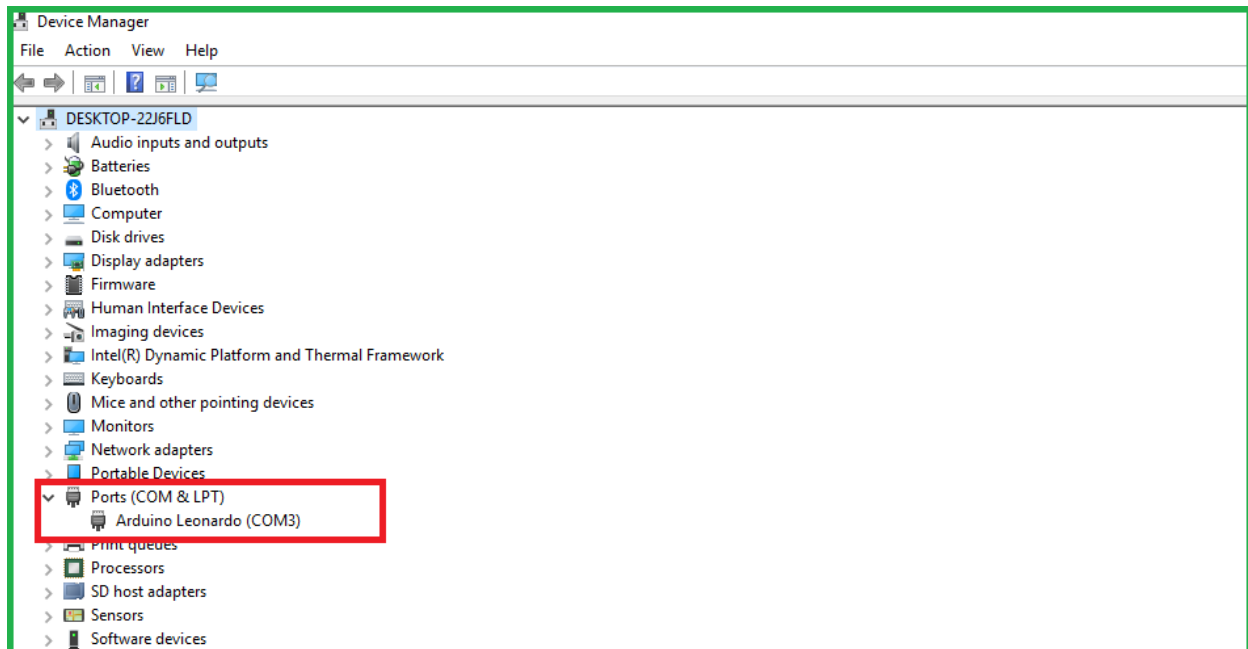 Device Manager
File Action View Help
DESKTOP-22J6FLD
Audio inputs and outputs
Batteries
Bluetooth
Computer
Disk drives
Display adapters
Firmware
Human Interface Devices
Imaging devices
Intel(R) Dynamic Platform and Thermal Framework
Keyboards
Mice and other pointing devices
Monitors
Network adapters
Portable Devices
Ports (COM & LPT)
Arduino Leonardo (COM3)
Print queues
Processors
SD host adapters
Sensors
Software devices